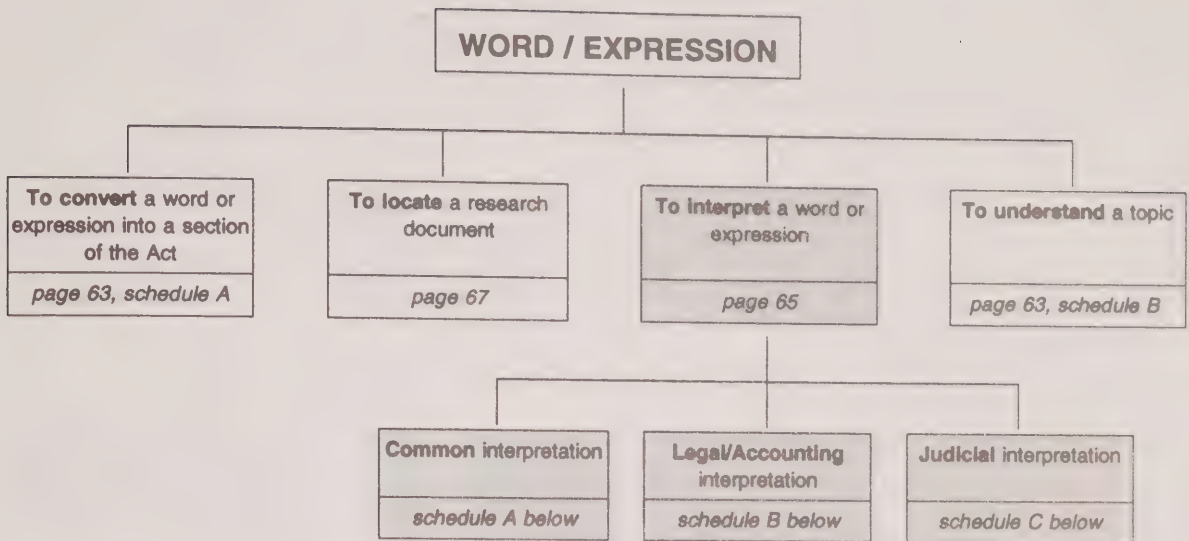 WORD / EXPRESSION
To convert a word or
expression into a section
of the Act
page 63, schedule A
To locate a research
document
page 67
To interpret a word or
expression
page 65
To understand a topic
page 63, schedule B
Common interpretation
schedule A below
Legal/Accounting
interpretation
schedule B below
Judicial interpretation
schedule C below